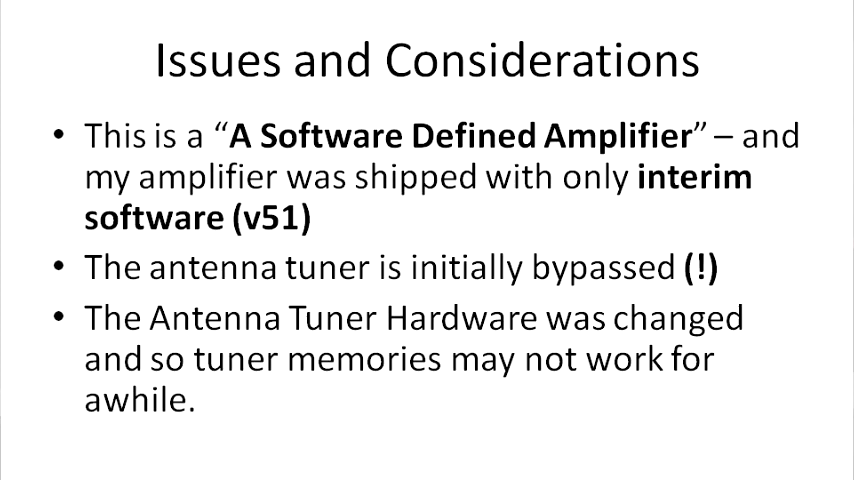 Issues and Considerations
• This is a “A Software Defined Amplifier” – and
my amplifier was shipped with only interim
software (v51)
• The antenna tuner is initially bypassed (!)
• The Antenna Tuner Hardware was changed
and so tuner memories may not work for
awhile.